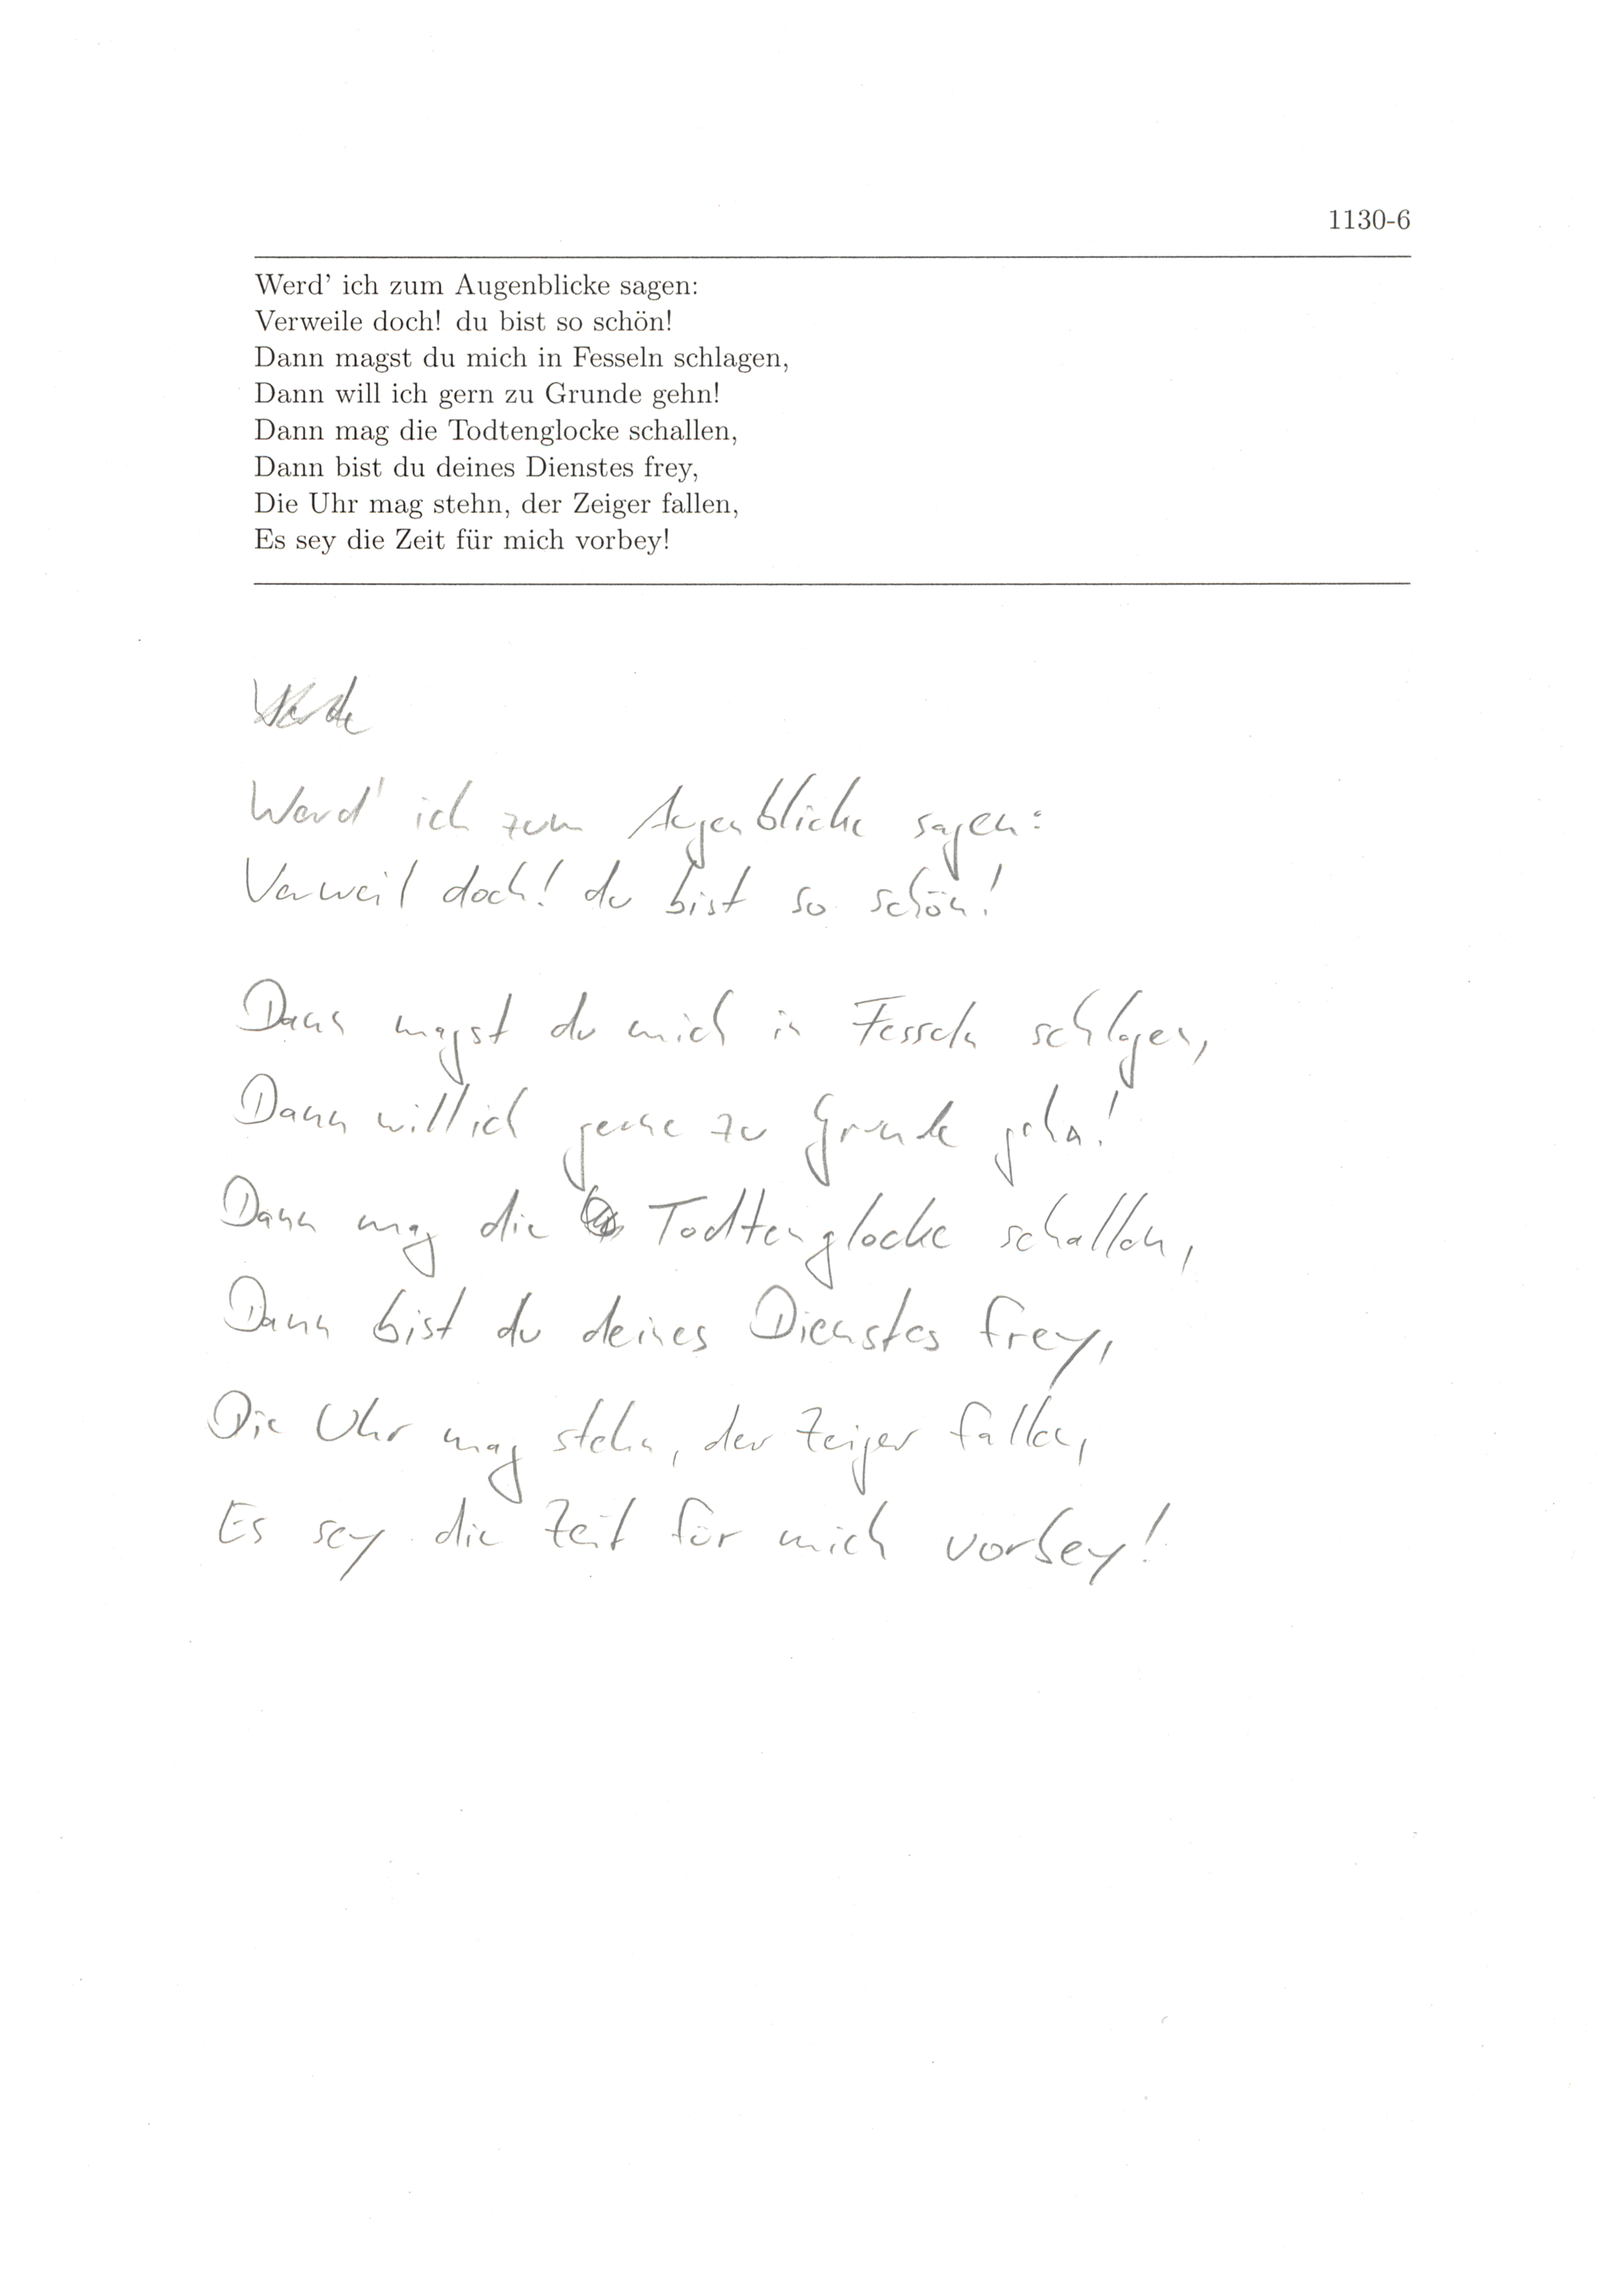 1130-6
Werd' ich zum Augenblicke sagen:
Verweile doch! du bist so schön!
Dann magst du mich in Fesseln schlagen,
Dann will ich gern zu Grunde gehn!
Dann mag die Todtenglocke schallen,
Dann bist du deines Dienstes frey,
Die Uhr mag stehn, der Zeiger fallen,
Es sey die Zeit für mich vorbey!
Werd' ich zum Augenblicke sagen:
Verweil doch! du bist so schön!
Dann magst du mich in Fesseln schlagen,
Dann will ich gerne zu Grunde gehn!
Dann mag die Todtenglocke schallen,
Dann bist du deines Dienstes frey,
Die Uhr mag stehn, der Zeiger fallen,
Es sey die Zeit für mich vorbey!